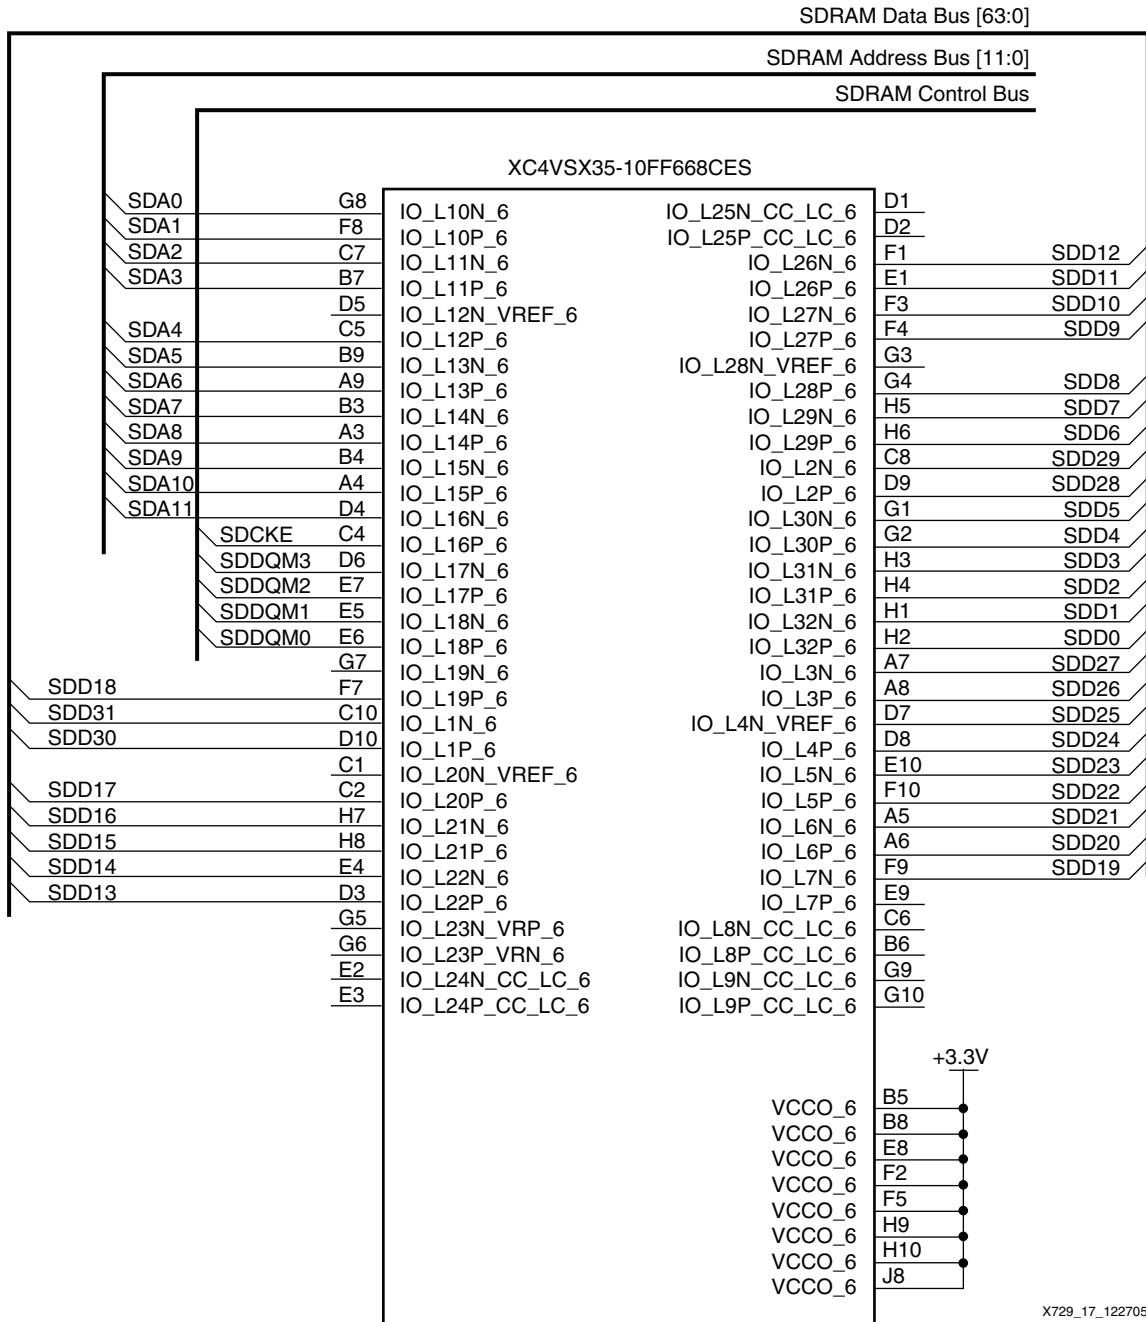 SDRAM Data Bus [63:0]
SDRAM Address Bus [11:0]
SDRAM Control Bus
XC4VSX35-10FF668CES
SDA0 G8 IO_L10N_6 IO_L25N_CC_LC_6 D1
SDA1 F8 IO_L10P_6 IO_L25P_CC_LC_6 D2
SDA2 C7 IO_L11N_6 IO_L26N_6 F1 SDD12
SDA3 B7 IO_L11P_6 IO_L26P_6 E1 SDD11
D5 IO_L12N_VREF_6 IO_L27N_6 F3 SDD10
SDA4 C5 IO_L12P_6 IO_L27P_6 F4 SDD9
SDA5 B9 IO_L13N_6 IO_L28N_VREF_6 G3
SDA6 A9 IO_L13P_6 IO_L28P_6 G4 SDD8
SDA7 B3 IO_L14N_6 IO_L29N_6 H5 SDD7
SDA8 A3 IO_L14P_6 IO_L29P_6 H6 SDD6
SDA9 B4 IO_L15N_6 IO_L2N_6 C8 SDD29
SDA10 A4 IO_L15P_6 IO_L2P_6 D9 SDD28
SDA11 D4 IO_L16N_6 IO_L30N_6 G1 SDD5
SDCKE C4 IO_L16P_6 IO_L30P_6 G2 SDD4
SDDQM3 D6 IO_L17N_6 IO_L31N_6 H3 SDD3
SDDQM2 E7 IO_L17P_6 IO_L31P_6 H4 SDD2
SDDQM1 E5 IO_L18N_6 IO_L32N_6 H1 SDD1
SDDQM0 E6 IO_L18P_6 IO_L32P_6 H2 SDD0
G7 IO_L19N_6 IO_L3N_6 A7 SDD27
SDD18 F7 IO_L19P_6 IO_L3P_6 A8 SDD26
SDD31 C10 IO_L1N_6 IO_L4N_VREF_6 D7 SDD25
SDD30 D10 IO_L1P_6 IO_L4P_6 D8 SDD24
C1 IO_L20N_VREF_6 IO_L5N_6 E10 SDD23
SDD17 C2 IO_L20P_6 IO_L5P_6 F10 SDD22
SDD16 H7 IO_L21N_6 IO_L6N_6 A5 SDD21
SDD15 H8 IO_L21P_6 IO_L6P_6 A6 SDD20
SDD14 E4 IO_L22N_6 IO_L7N_6 F9 SDD19
SDD13 D3 IO_L22P_6 IO_L7P_6 E9
G5 IO_L23N_VRP_6 IO_L8N_CC_LC_6 C6
G6 IO_L23P_VRN_6 IO_L8P_CC_LC_6 B6
E2 IO_L24N_CC_LC_6 IO_L9N_CC_LC_6 G9
E3 IO_L24P_CC_LC_6 IO_L9P_CC_LC_6 G10
+3.3V
VCCO_6 B5
VCCO_6 B8
VCCO_6 E8
VCCO_6 F2
VCCO_6 F5
VCCO_6 H9
VCCO_6 H10
VCCO_6 J8
X729_17_122705